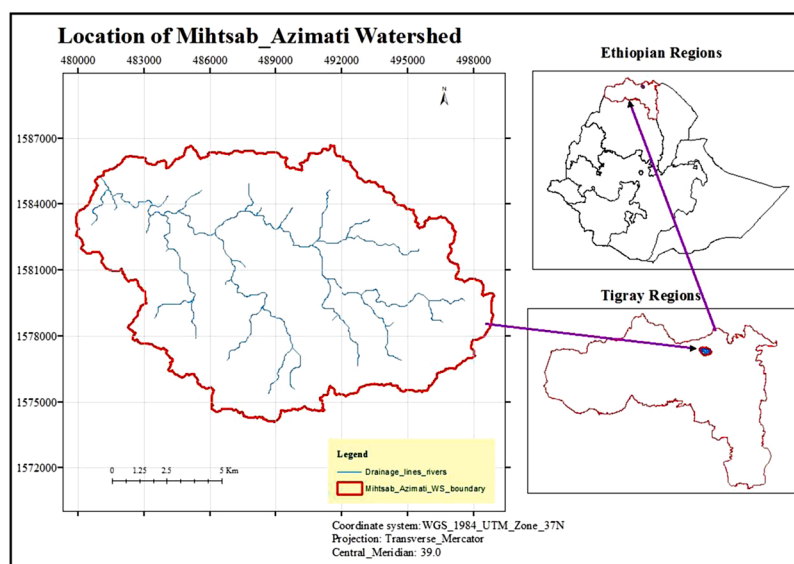 Location of Mihtsab_Azimati Watershed
480000 483000 486000 489000 492000 495000 498000
N
1587000
1584000
1581000
1578000
1575000
1572000
0 1.25 2.5 5 Km
Legend
Drainage_lines_rivers
Mihtsab_Azimati_WS_boundary
Coordinate system:WGS_1984_UTM_Zone_37N
Projection: Transverse_Mercator
Central_Meridian: 39.0
Ethiopian Regions
Tigray Regions